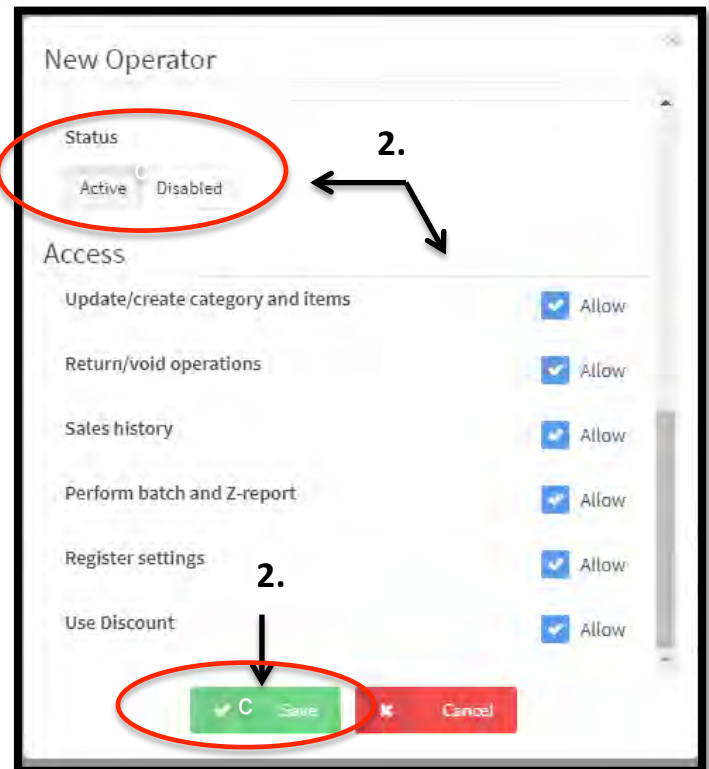 New Operator
Status
2.
C
Active Disabled
Access
Update/create category and items Allow
Return/void operations Allow
Sales history Allow
Perform batch and Z-report Allow
Register settings Allow
2.
Use Discount Allow
C Save Cancel